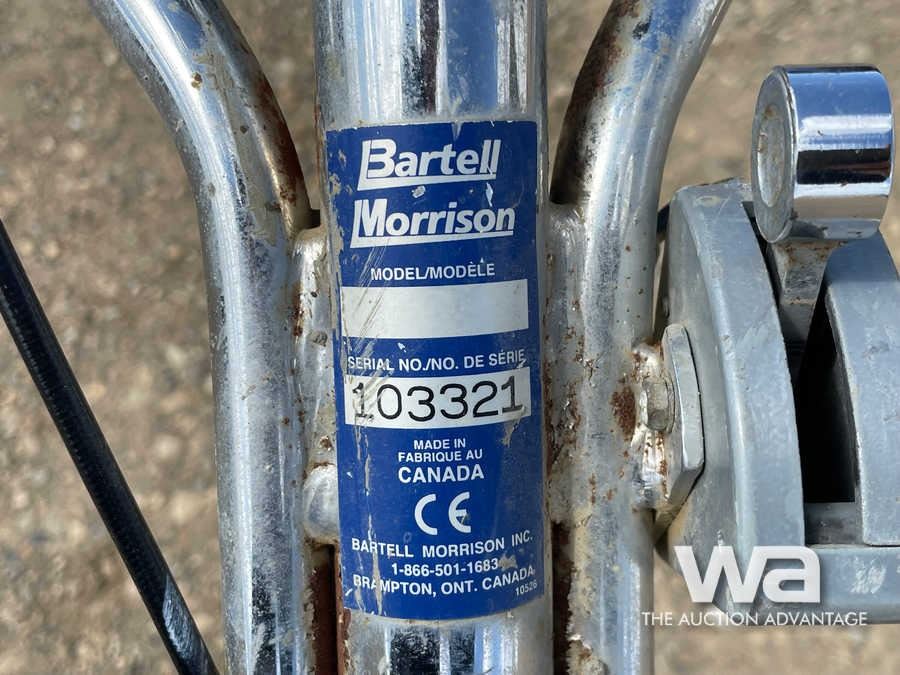 Bartell
Morrison
MODEL/MODÈLE
SERIAL NO./NO. DE SÉRIE
103321
MADE IN
FABRIQUE AU
CANADA
CE
BARTELL MORRISON INC.
1-866-501-1683
BRAMPTON, ONT. CANADA
10526
wa
THE AUCTION ADVANTAGE